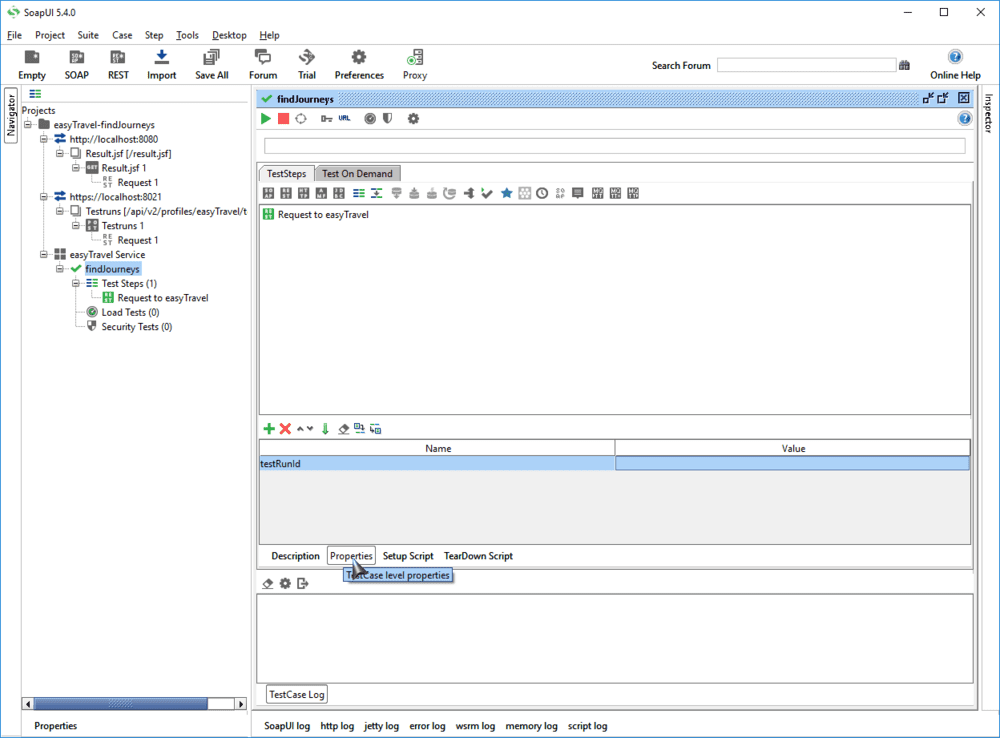 SoapUI 5.4.0
File Project Suite Case Step Tools Desktop Help
Empty SOAP REST Import Save All Forum Trial Preferences Proxy Search Forum Online Help
Navigator
Inspector
Projects
easyTravel-findJourneys
http://localhost:8080
Result.jsf [/result.jsf]
Result.jsf 1
Request 1
https://localhost:8021
Testruns [/api/v2/profiles/easyTravel/t
Testruns 1
Request 1
easyTravel Service
findJourneys
Test Steps (1)
Request to easyTravel
Load Tests (0)
Security Tests (0)
Properties
findJourneys
URL
TestSteps Test On Demand
Request to easyTravel
Name Value
testRunId
Description Properties Setup Script TearDown Script
TestCase level properties
TestCase Log
SoapUI log http log jetty log error log wsrm log memory log script log